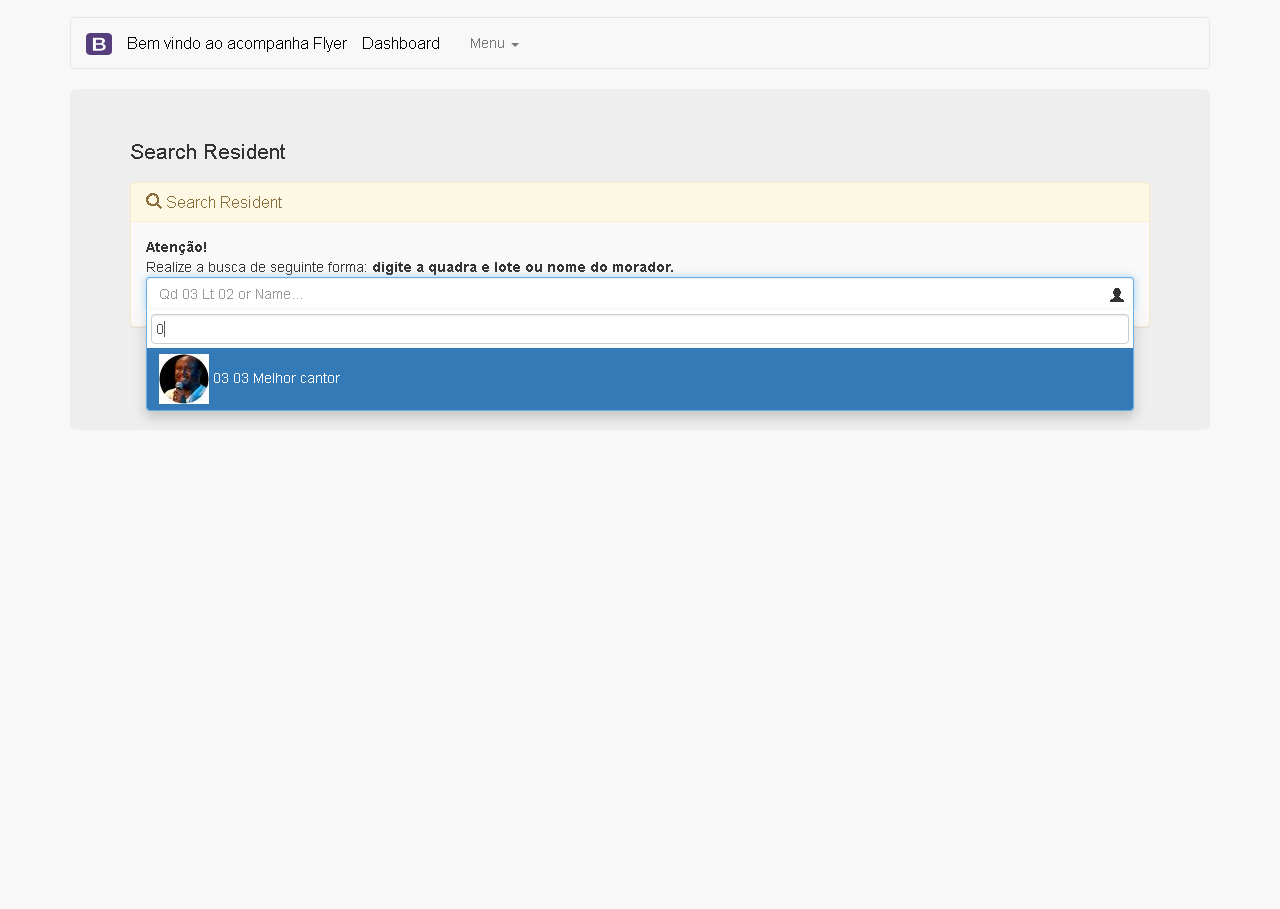 B Bem vindo ao acompanha Flyer Dashboard Menu
Search Resident
Search Resident
Atenção!
Realize a busca de seguinte forma: digite a quadra e lote ou nome do morador.
Qd 03 Lt 02 or Name...
0
03 03 Melhor cantor